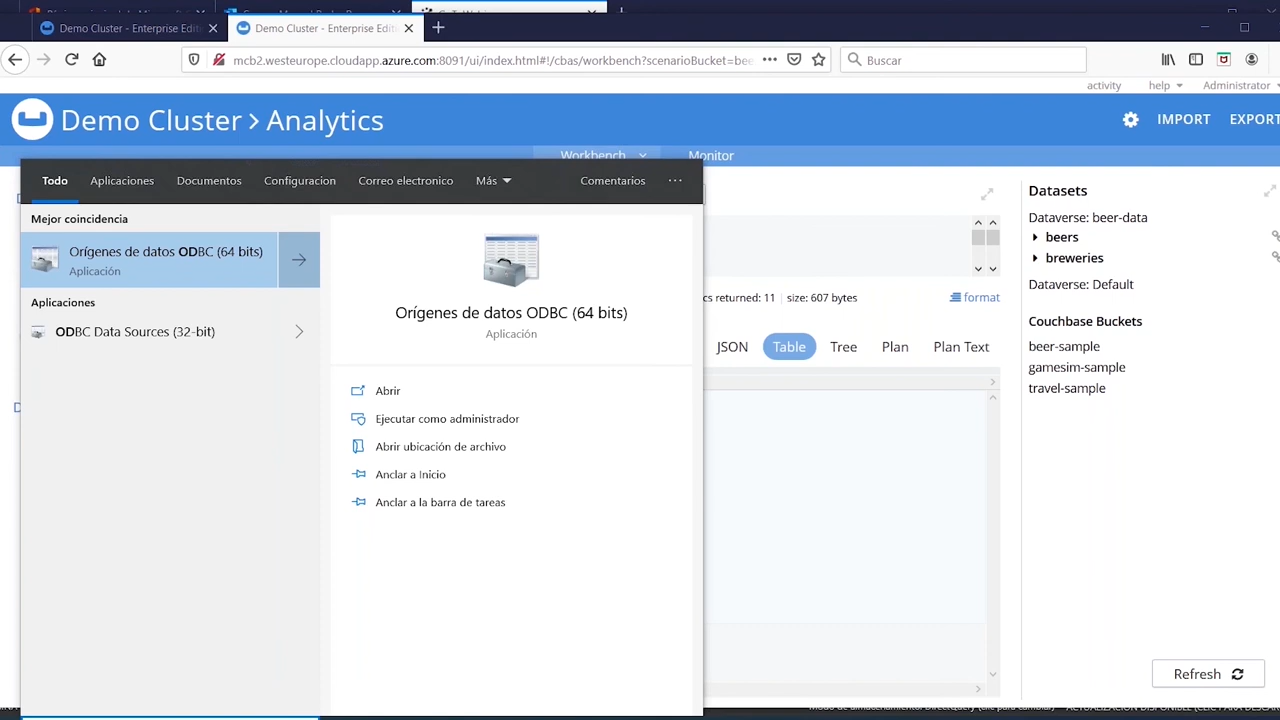 Demo Cluster - Enterprise Edit
Demo Cluster - Enterprise Editi
mcb2.westeurope.cloudapp.azure.com:8091/ui/index.html#!/cbas/workbench?scenarioBucket=bee
Buscar
activity
help
Administrator
Demo Cluster > Analytics
IMPORT
EXPORT
Workbench
Monitor
Todo
Aplicaciones
Documentos
Configuracion
Correo electronico
Más
Comentarios
Mejor coincidencia
Orígenes de datos ODBC (64 bits)
Aplicación
Aplicaciones
ODBC Data Sources (32-bit)
Orígenes de datos ODBC (64 bits)
Aplicación
Abrir
Ejecutar como administrador
Abrir ubicación de archivo
Anclar a Inicio
Anclar a la barra de tareas
cs returned: 11
size: 607 bytes
format
JSON
Table
Tree
Plan
Plan Text
Datasets
Dataverse: beer-data
beers
breweries
Dataverse: Default
Couchbase Buckets
beer-sample
gamesim-sample
travel-sample
Refresh